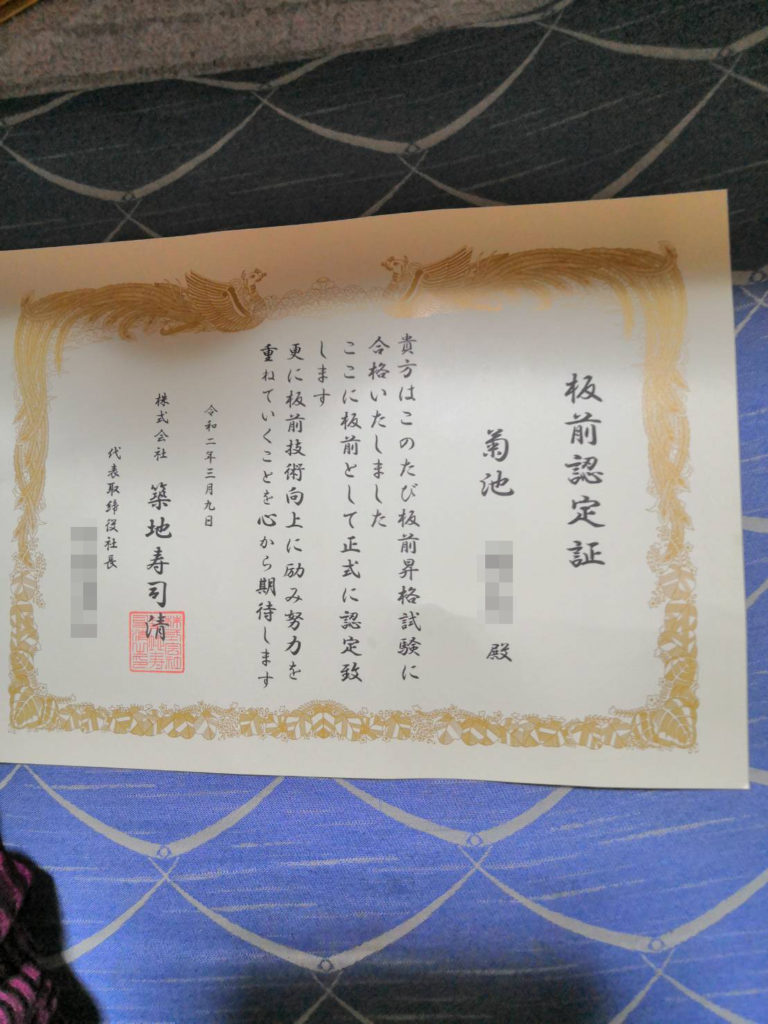 板前認定証
菊池
殿
貴方はこのたび板前昇格試験に
合格いたしました
ここに板前として正式に認定致
します
更に板前技術向上に励み努力を
重ねていくことを心から期待します
令和二年三月九日
株式会社 築地寿司清
代表取締役社長